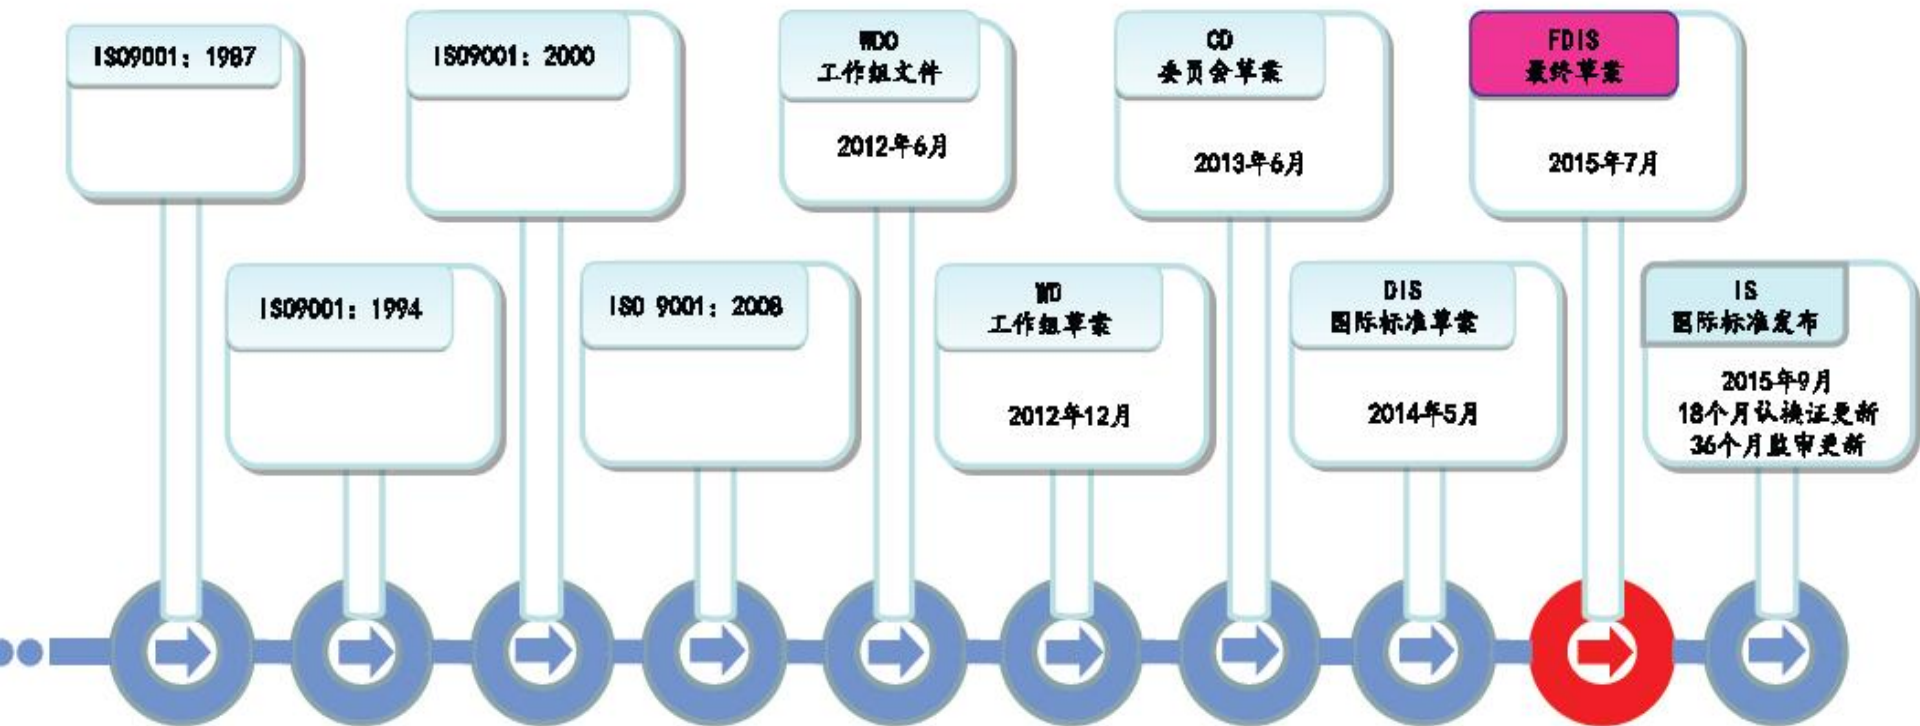 ISO9001: 1987
ISO9001: 1994
ISO9001: 2000
ISO 9001: 2008
WDO
工作组文件
2012年6月
WD
工作组草案
2012年12月
CD
委员会草案
2013年6月
DIS
国际标准草案
2014年5月
FDIS
最终草案
2015年7月
IS
国际标准发布
2015年9月
18个月认换证更新
36个月监审更新